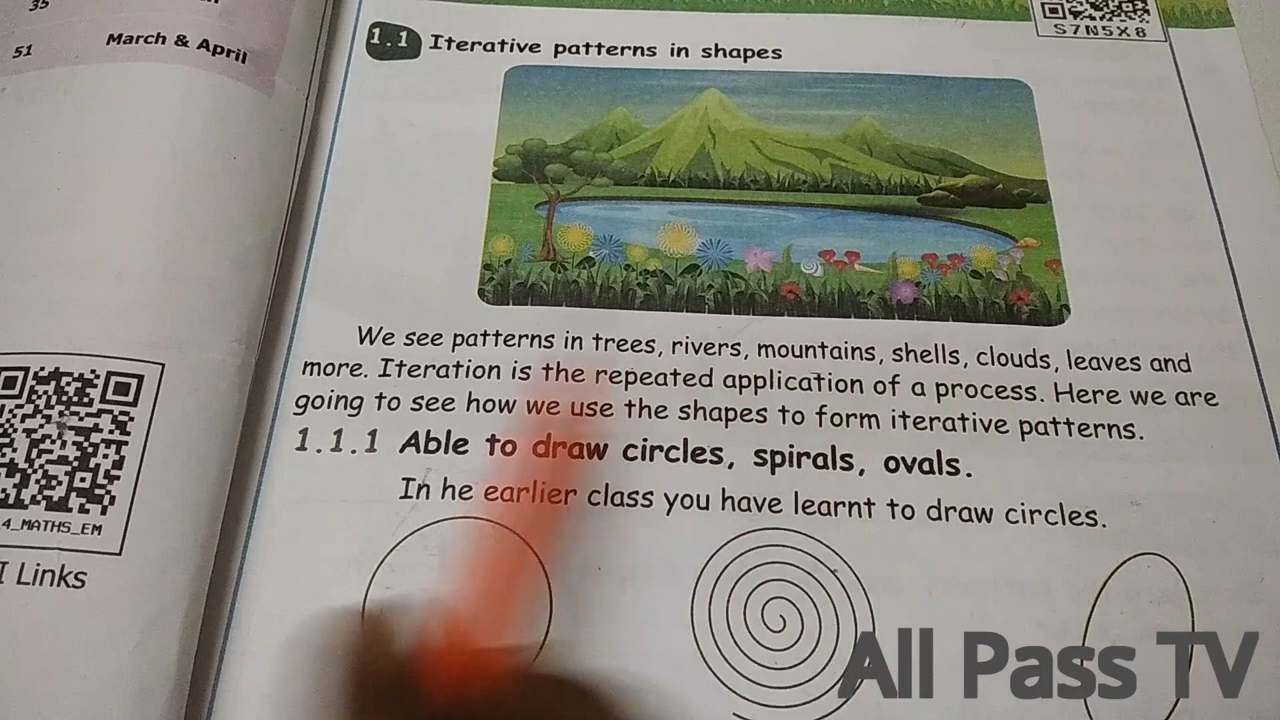 35
51 March & April
4_MATHS_EM
I Links
S7N5X8
1.1 Iterative patterns in shapes
We see patterns in trees, rivers, mountains, shells, clouds, leaves and
more. Iteration is the repeated application of a process. Here we are
going to see how we use the shapes to form iterative patterns.
1.1.1 Able to draw circles, spirals, ovals.
In he earlier class you have learnt to draw circles.
All Pass TV